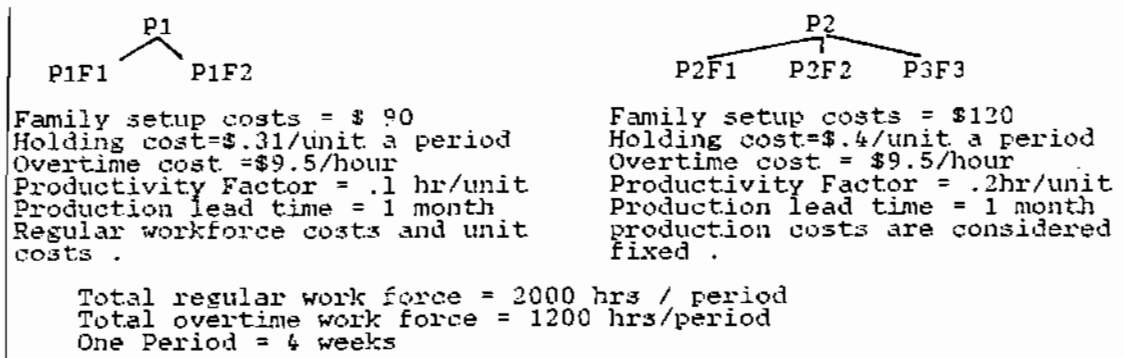 P1
P1F1 P1F2
Family setup costs = $ 90
Holding cost=$.31/unit a period
Overtime cost =$9.5/hour
Productivity Factor = .1 hr/unit
Production lead time = 1 month
Regular workforce costs and unit
costs .
P2
P2F1 P2F2 P3F3
Family setup costs = $120
Holding cost=$.4/unit a period
Overtime cost = $9.5/hour
Productivity Factor = .2hr/unit
Production lead time = 1 month
production costs are considered
fixed .
Total regular work force = 2000 hrs / period
Total overtime work force = 1200 hrs/period
One Period = 4 weeks